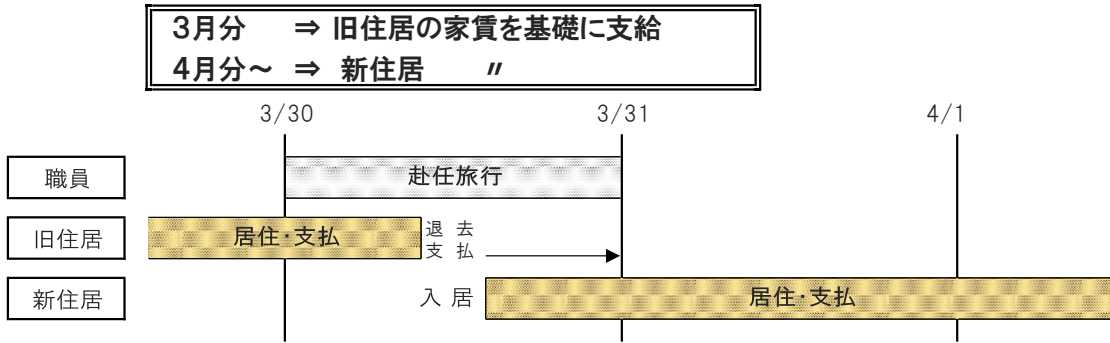 3月分 ⇒ 旧住居の家賃を基礎に支給
4月分～ ⇒ 新住居 〃
3/30 3/31 4/1
職員 赴任旅行
旧住居 居住・支払 退去
支払
新住居 入居 居住・支払